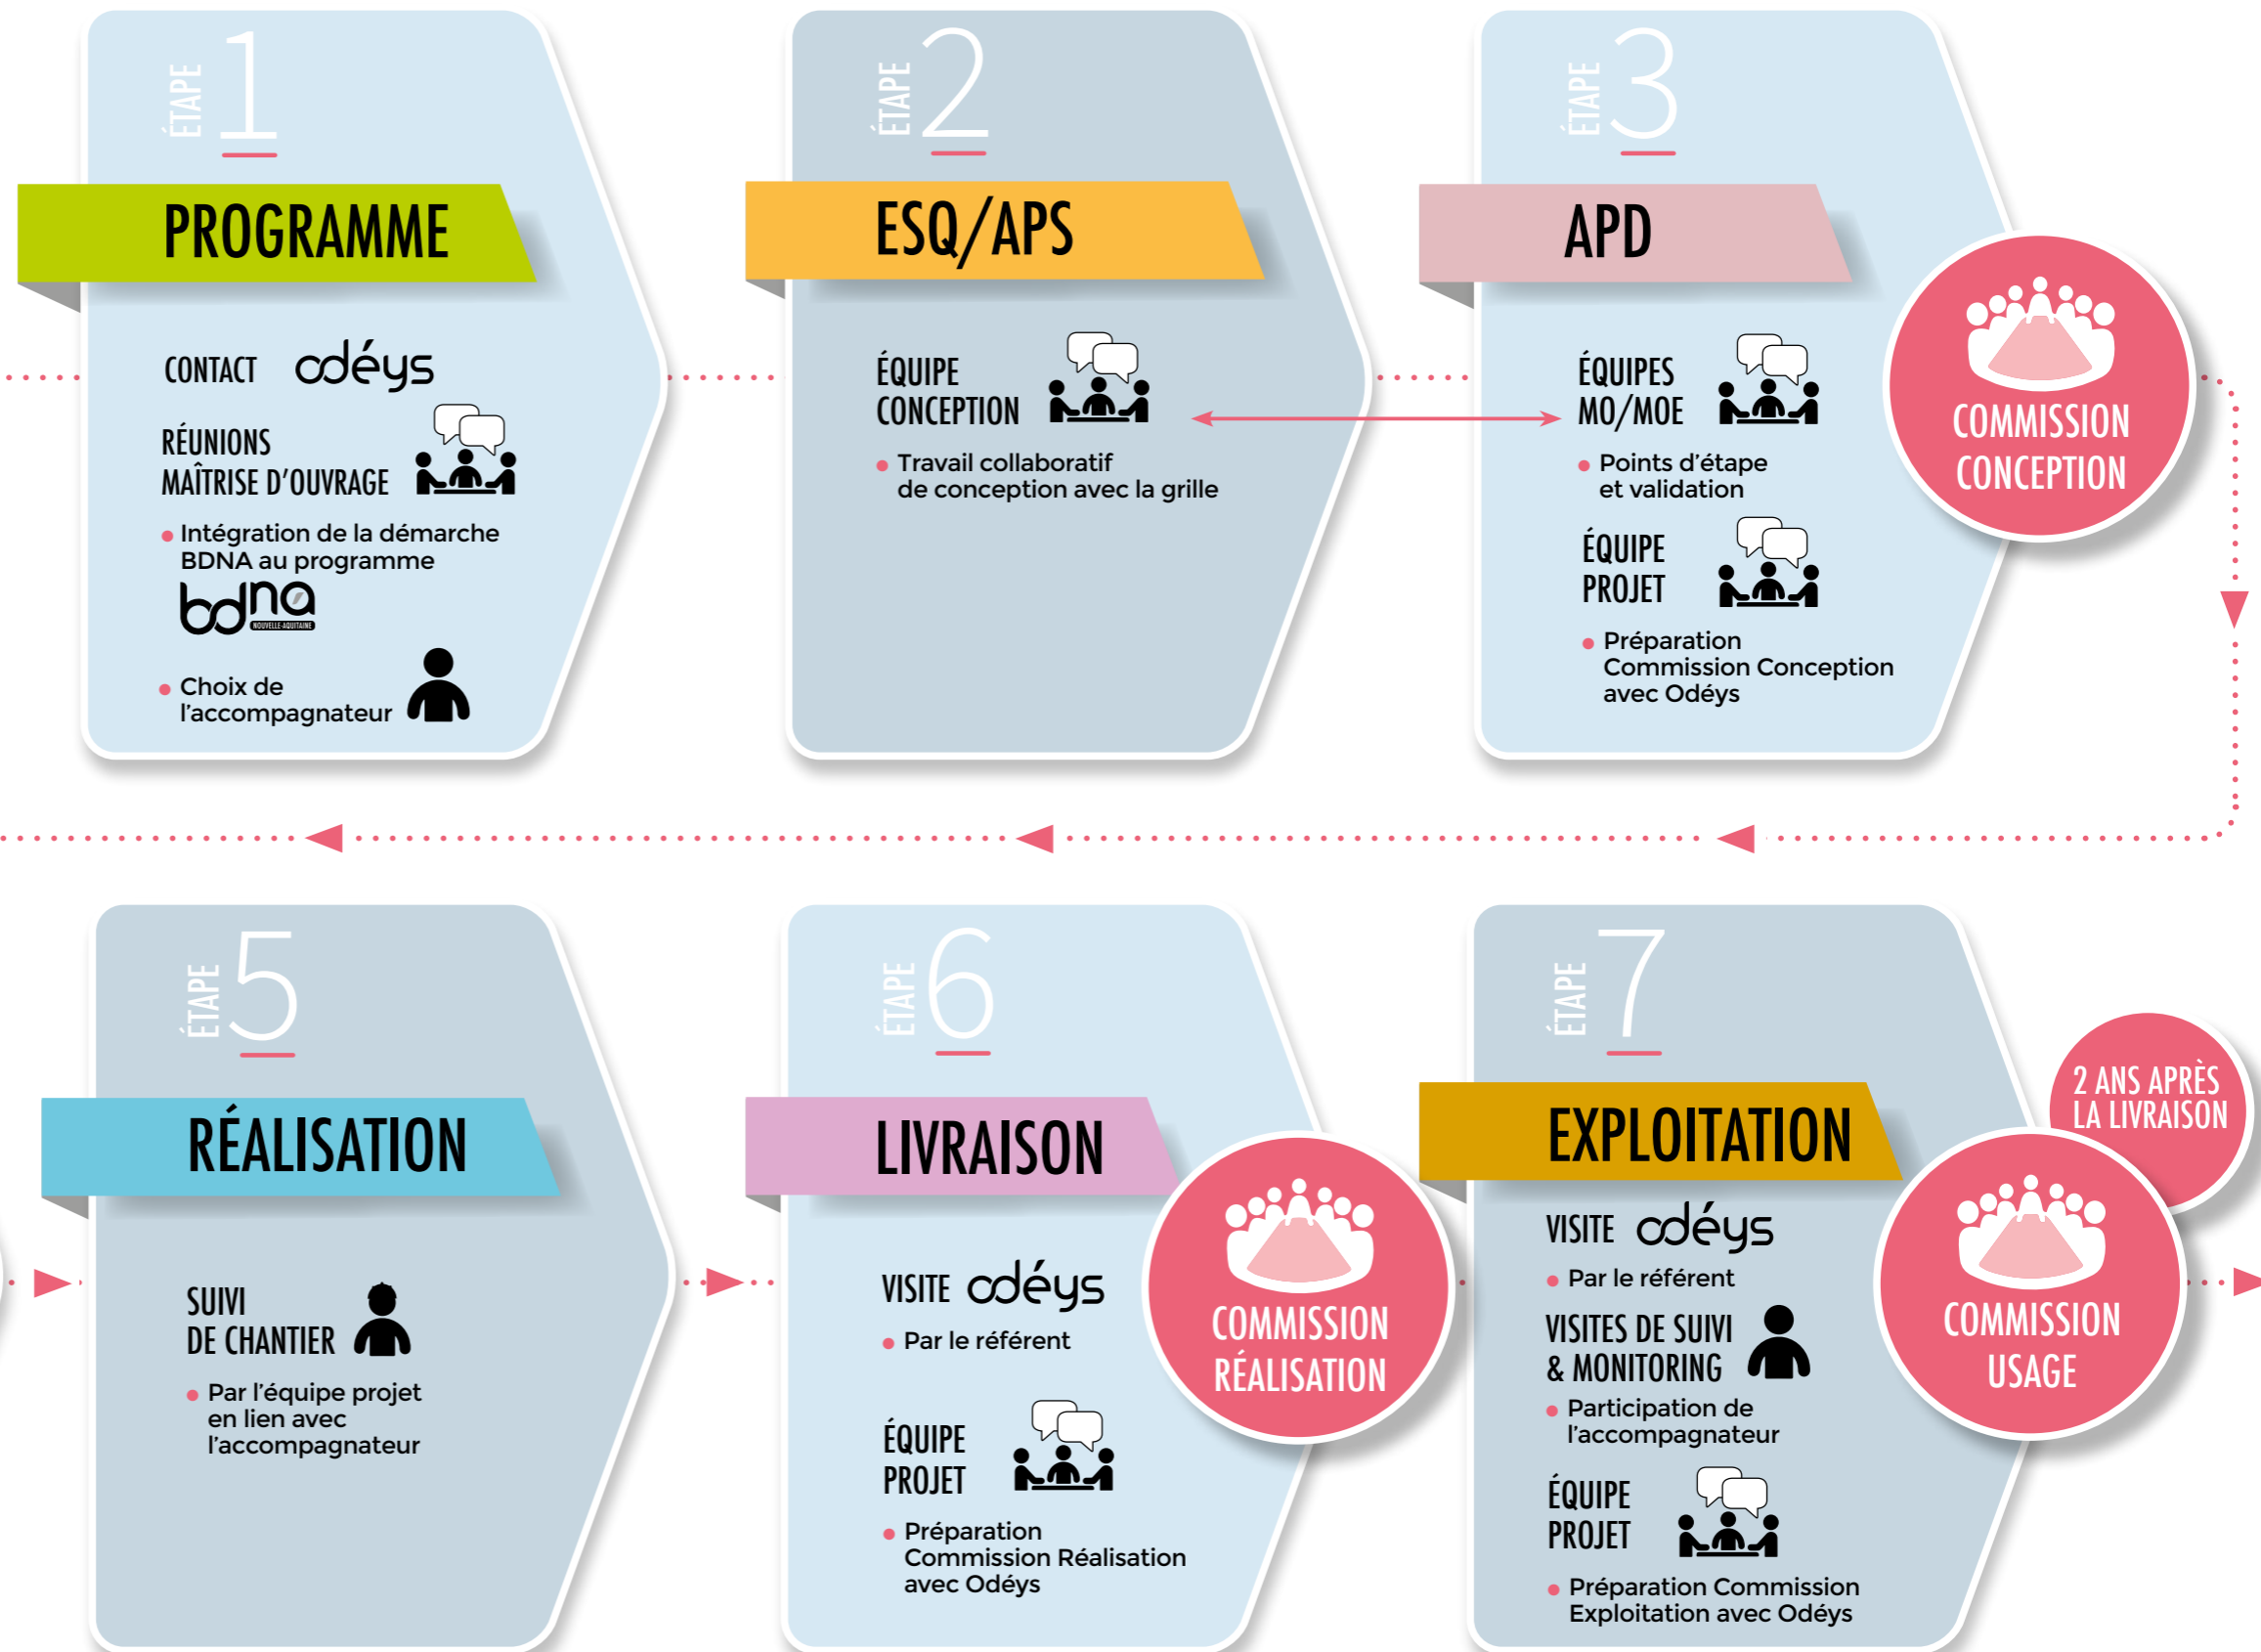 ÉTAPE 1
PROGRAMME
CONTACT odéys
RÉUNIONS
MAÎTRISE D'OUVRAGE
Intégration de la démarche
BDNA au programme
bdna
NOUVELLE-AQUITAINE
Choix de
l'accompagnateur
ÉTAPE 2
ESQ/APS
ÉQUIPE
CONCEPTION
Travail collaboratif
de conception avec la grille
ÉTAPE 3
APD
ÉQUIPES
MO/MOE
Points d'étape
et validation
ÉQUIPE
PROJET
Préparation
Commission Conception
avec Odéys
COMMISSION
CONCEPTION
ÉTAPE 5
RÉALISATION
SUIVI
DE CHANTIER
Par l'équipe projet
en lien avec
l'accompagnateur
ÉTAPE 6
LIVRAISON
VISITE odéys
Par le référent
ÉQUIPE
PROJET
Préparation
Commission Réalisation
avec Odéys
COMMISSION
RÉALISATION
ÉTAPE 7
EXPLOITATION
VISITE odéys
Par le référent
VISITES DE SUIVI
& MONITORING
Participation de
l'accompagnateur
ÉQUIPE
PROJET
Préparation Commission
Exploitation avec Odéys
2 ANS APRÈS
LA LIVRAISON
COMMISSION
USAGE